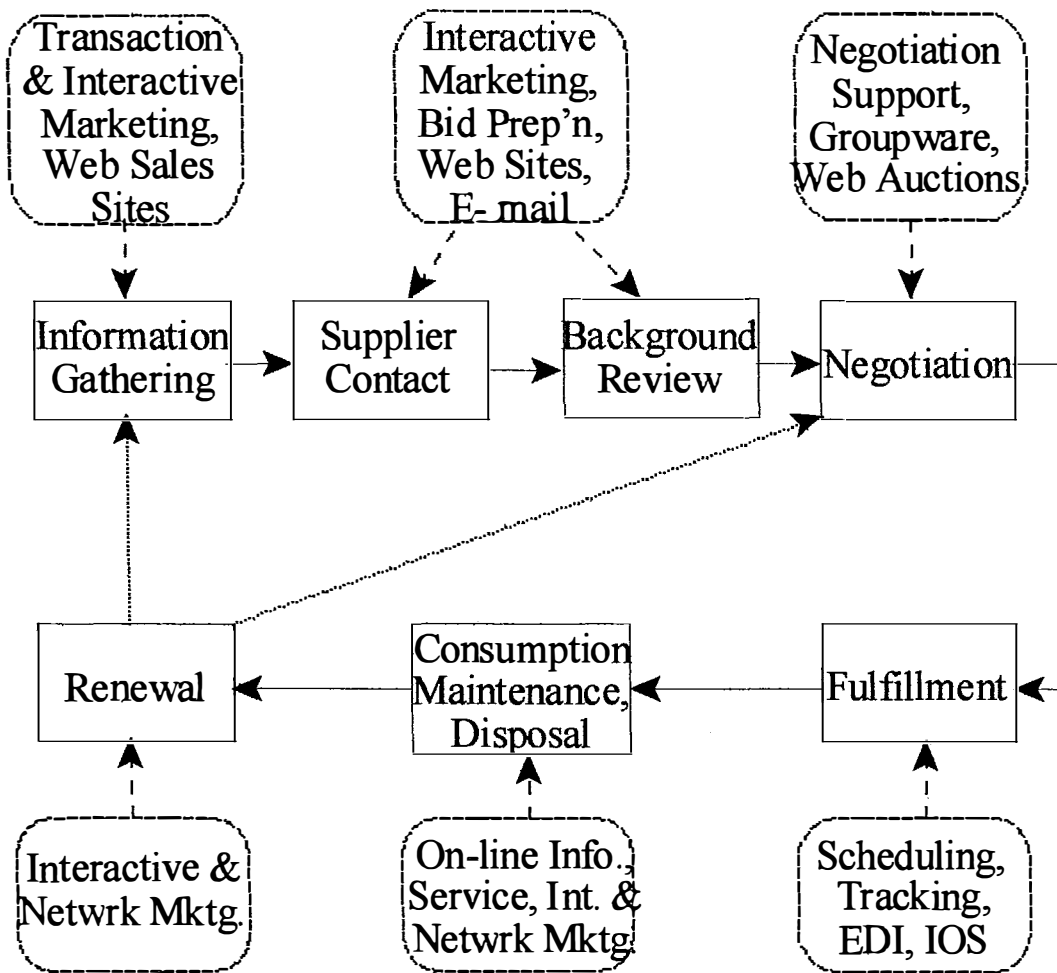 Transaction
& Interactive
Marketing,
Web Sales
Sites
Interactive
Marketing,
Bid Prep'n,
Web Sites,
E- mail
Negotiation
Support,
Groupware,
Web Auctions
Information
Gathering
Supplier
Contact
Background
Review
Negotiation
Renewal
Consumption
Maintenance,
Disposal
Fulfillment
Interactive &
Netwrk Mktg.
On-line Info.,
Service, Int. &
Netwrk Mktg.
Scheduling,
Tracking,
EDI, IOS